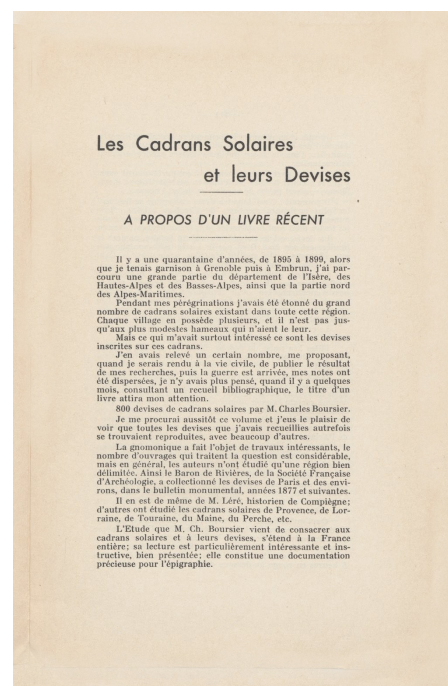 Les Cadrans Solaires
et leurs Devises
A PROPOS D'UN LIVRE RÉCENT
Il y a une quarantaine d'années, de 1895 à 1899, alors
que je tenais garnison à Grenoble puis à Embrun, j'ai par-
couru une grande partie du département de l'Isère, des
Hautes-Alpes et des Basses-Alpes, ainsi que la partie nord
des Alpes-Maritimes.
Pendant mes pérégrinations j'avais été étonné du grand
nombre de cadrans solaires existant dans toute cette région.
Chaque village en possède plusieurs, et il n'est pas jus-
qu'aux plus modestes hameaux qui n'aient le leur.
Mais ce qui m'avait surtout intéressé ce sont les devises
inscrites sur ces cadrans.
J'en avais relevé un certain nombre, me proposant,
quand je serais rendu à la vie civile, de publier le résultat
de mes recherches, puis la guerre est arrivée, mes notes ont
été dispersées, je n'y avais plus pensé, quand il y a quelques
mois, consultant un recueil bibliographique, le titre d'un
livre attira mon attention.
800 devises de cadrans solaires par M. Charles Boursier.
Je me procurai aussitôt ce volume et j'eus le plaisir de
voir que toutes les devises que j'avais recueillies autrefois
se trouvaient reproduites, avec beaucoup d'autres.
La gnomonique a fait l'objet de travaux intéressants, le
nombre d'ouvrages qui traitent la question est considérable,
mais en général, les auteurs n'ont étudié qu'une région bien
délimitée. Ainsi le Baron de Rivières, de la Société Française
d'Archéologie, a collectionné les devises de Paris et des envi-
rons, dans le bulletin monumental, années 1877 et suivantes.
Il en est de même de M. Léré, historien de Compiègne;
d'autres ont étudié les cadrans solaires de Provence, de Lor-
raine, de Touraine, du Maine, du Perche, etc.
L'Etude que M. Ch. Boursier vient de consacrer aux
cadrans solaires et à leurs devises, s'étend à la France
entière; sa lecture est particulièrement intéressante et ins-
tructive, bien présentée; elle constitue une documentation
précieuse pour l'épigraphie.